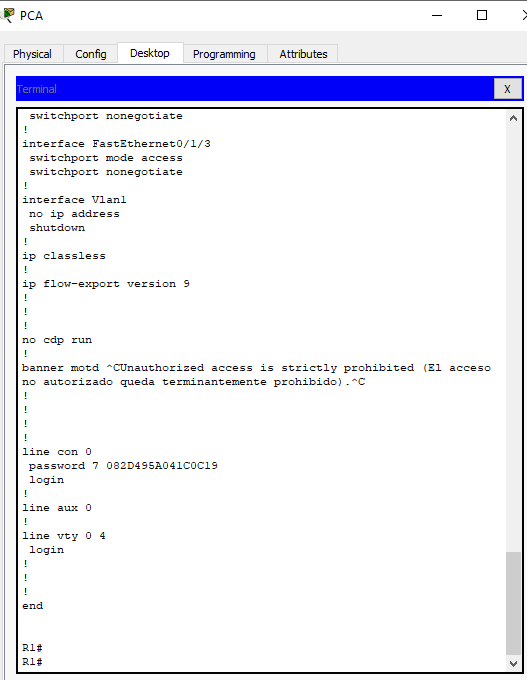 PCA
Physical Config Desktop Programming Attributes
Terminal X
switchport nonegotiate
!
interface FastEthernet0/1/3
switchport mode access
switchport nonegotiate
!
interface Vlan1
no ip address
shutdown
!
ip classless
!
ip flow-export version 9
!
!
!
no cdp run
!
banner motd ^CUnauthorized access is strictly prohibited (El acceso
no autorizado queda terminantemente prohibido).^C
!
!
!
!
line con 0
password 7 082D495A041C0C19
login
!
line aux 0
!
line vty 0 4
login
!
!
!
end
R1#
R1#